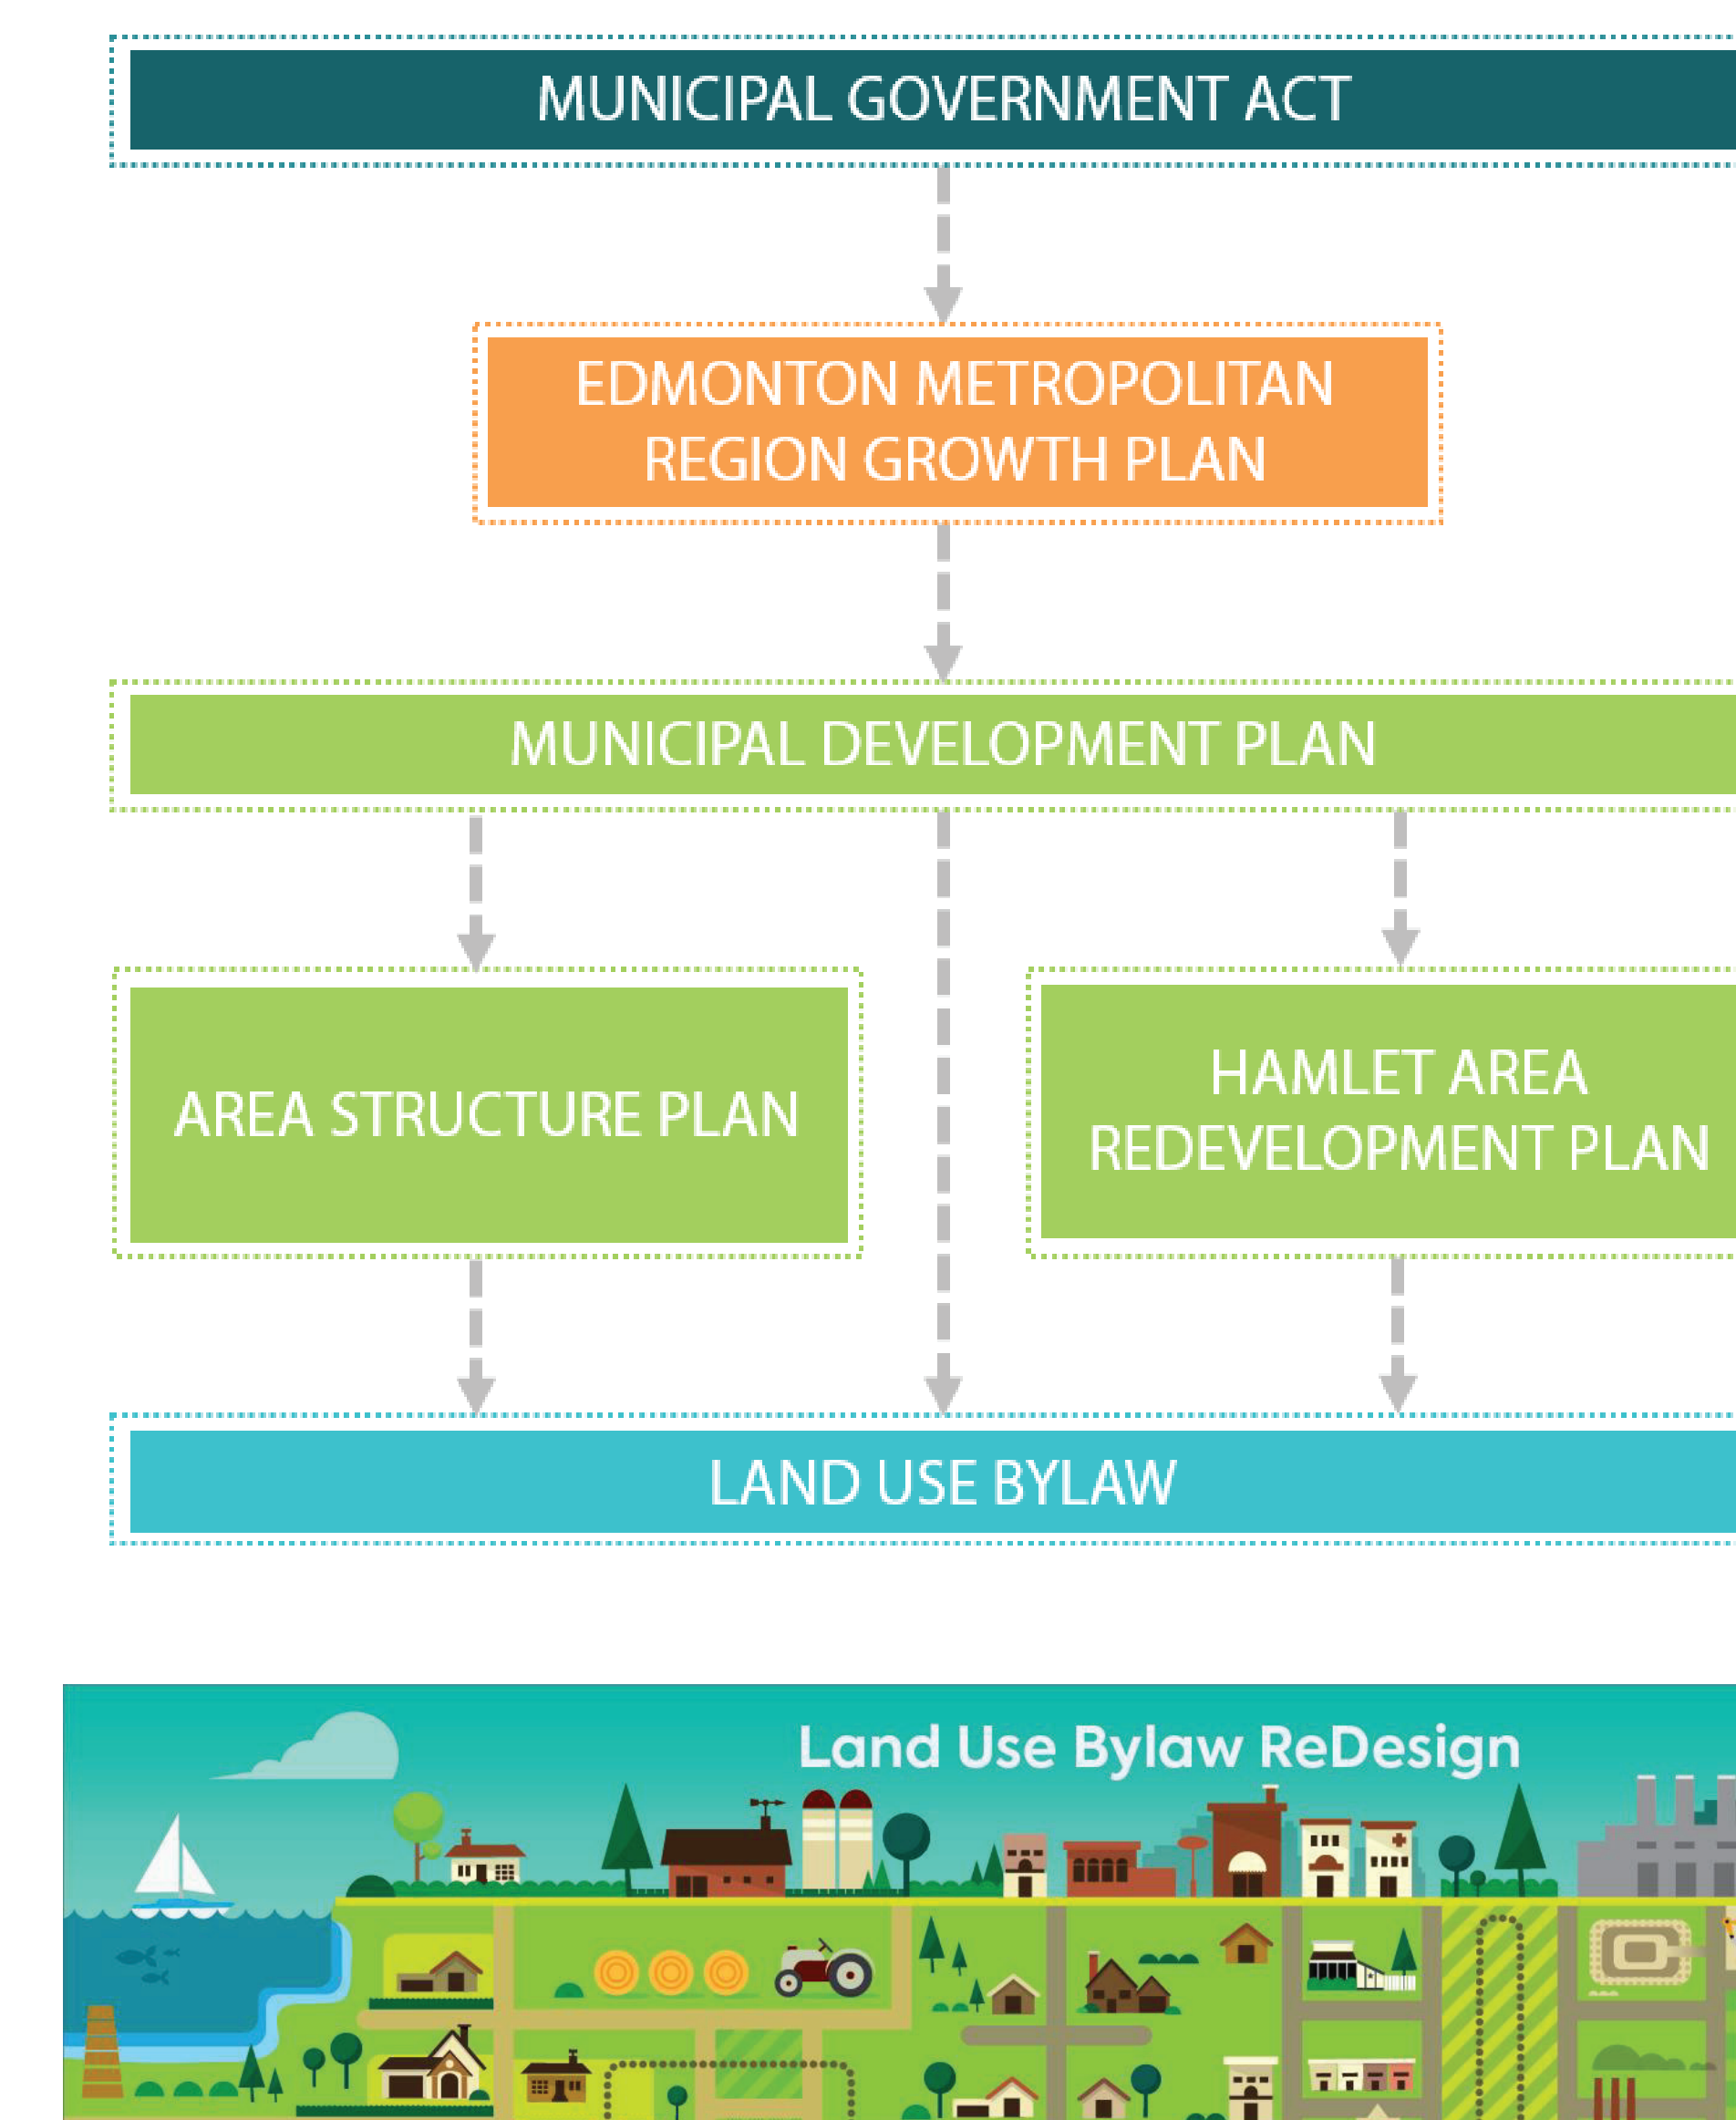 MUNICIPAL GOVERNMENT ACT
EDMONTON METROPOLITAN
REGION GROWTH PLAN
MUNICIPAL DEVELOPMENT PLAN
AREA STRUCTURE PLAN
HAMLET AREA
REDEVELOPMENT PLAN
LAND USE BYLAW
Land Use Bylaw ReDesign